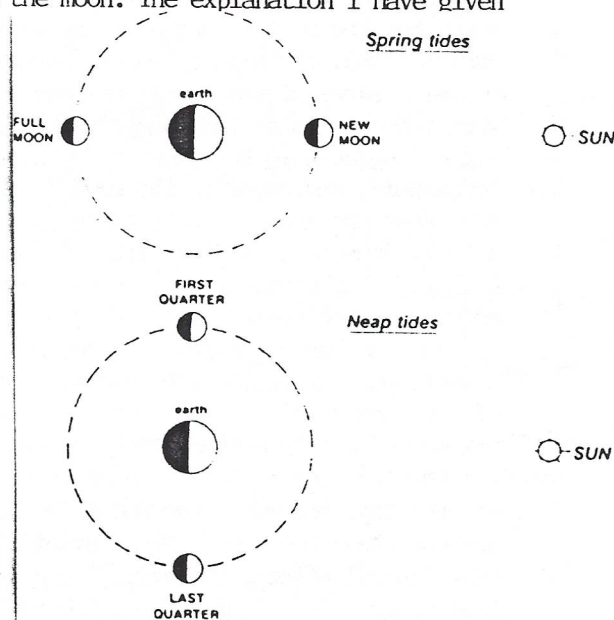 the moon. The explanation I have given
Spring tides
earth
FULL
MOON
NEW
MOON
SUN
FIRST
QUARTER
Neap tides
earth
SUN
LAST
QUARTER